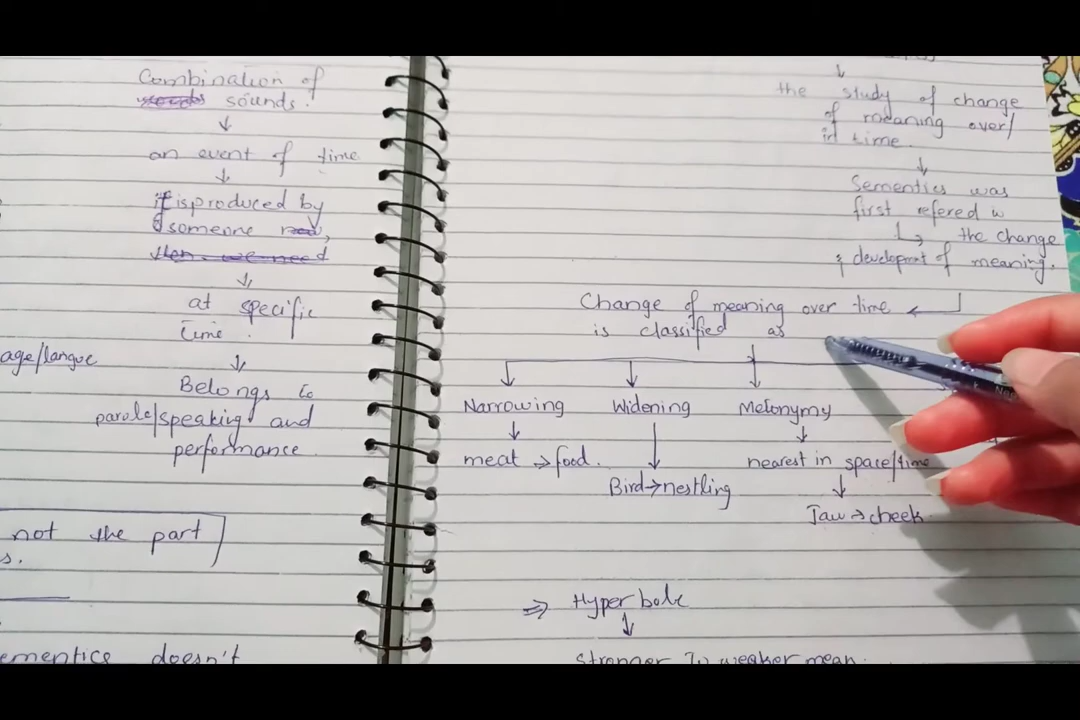 Combination of
sounds.
an event of time
it isproduced by
someone
at specific
time.
age/langue
Belongs to
parole/speaking and
performance.
not the part
s.
ementics doesn't
the study of change
of meaning over/
in time.
Sementics was
first refered w
the change
& development of meaning.
Change of meaning over time
is classified as
Narrowing Widening Metonymy
meat → food.
nearest in space/time
Bird → nestling
Jaw → cheek
⇒ Hyperbole
Stronger To weaker mean.